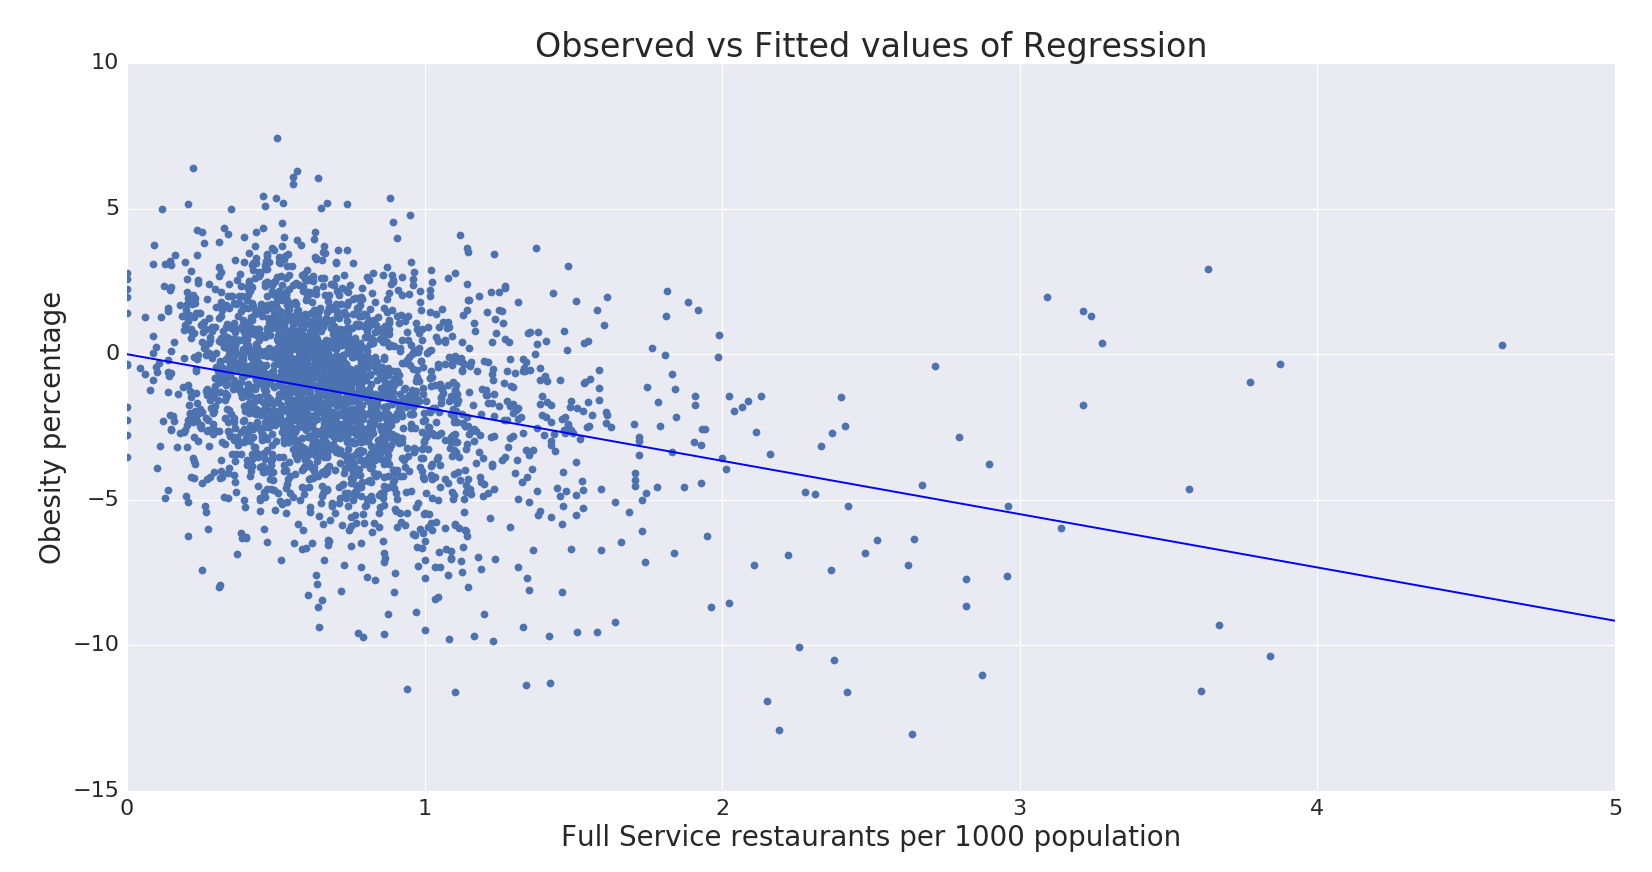 Observed vs Fitted values of Regression
10
5
0
−5
−10
−15
Obesity percentage
0 1 2 3 4 5
Full Service restaurants per 1000 population